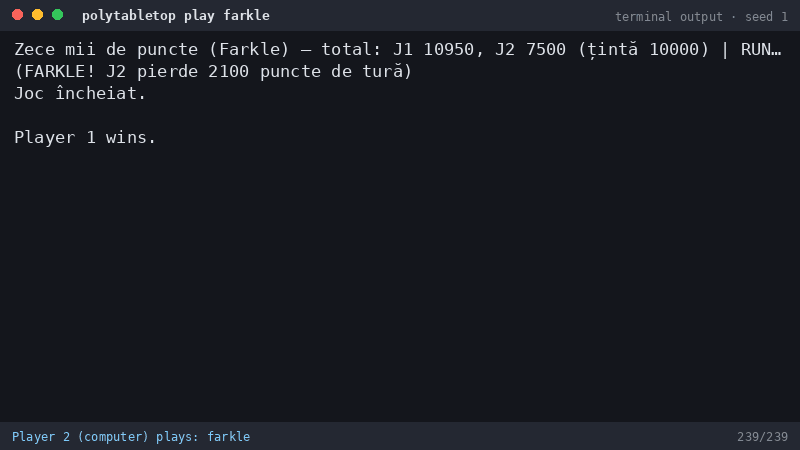 polytabletop play farkle
terminal output · seed 1
Zece mii de puncte (Farkle) — total: J1 10950, J2 7500 (țintă 10000) | RUN…
(FARKLE! J2 pierde 2100 puncte de tură)
Joc încheiat.
Player 1 wins.
Player 2 (computer) plays: farkle
239/239